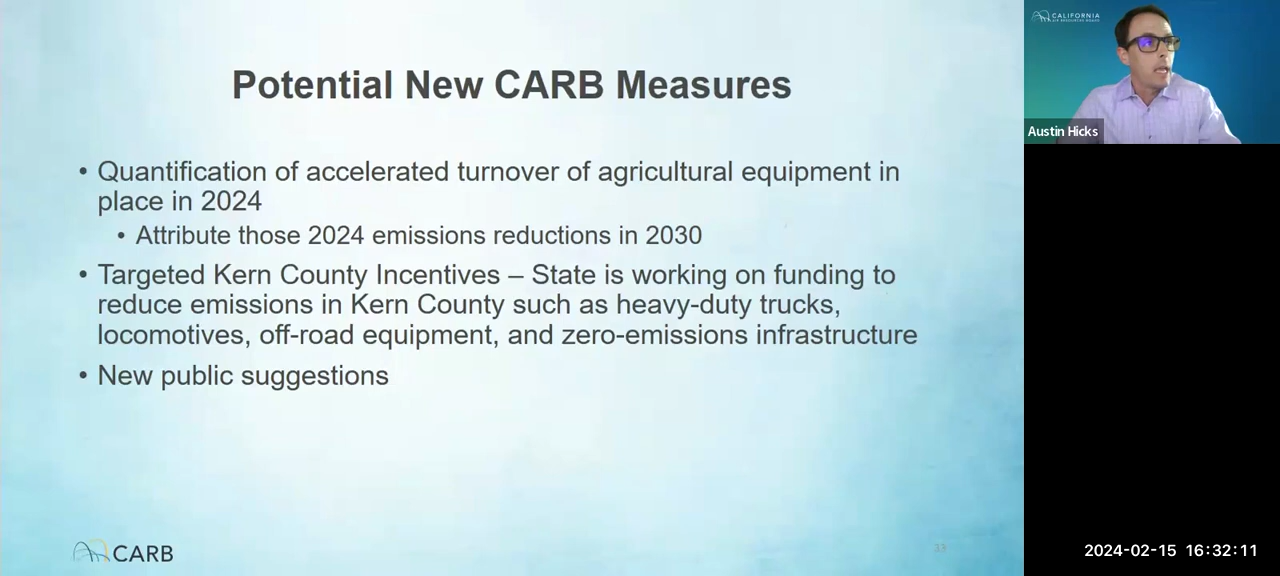 Potential New CARB Measures
• Quantification of accelerated turnover of agricultural equipment in
place in 2024
• Attribute those 2024 emissions reductions in 2030
• Targeted Kern County Incentives – State is working on funding to
reduce emissions in Kern County such as heavy-duty trucks,
locomotives, off-road equipment, and zero-emissions infrastructure
• New public suggestions
CARB
33
CALIFORNIA
AIR RESOURCES BOARD
Austin Hicks
2024-02-15 16:32:11